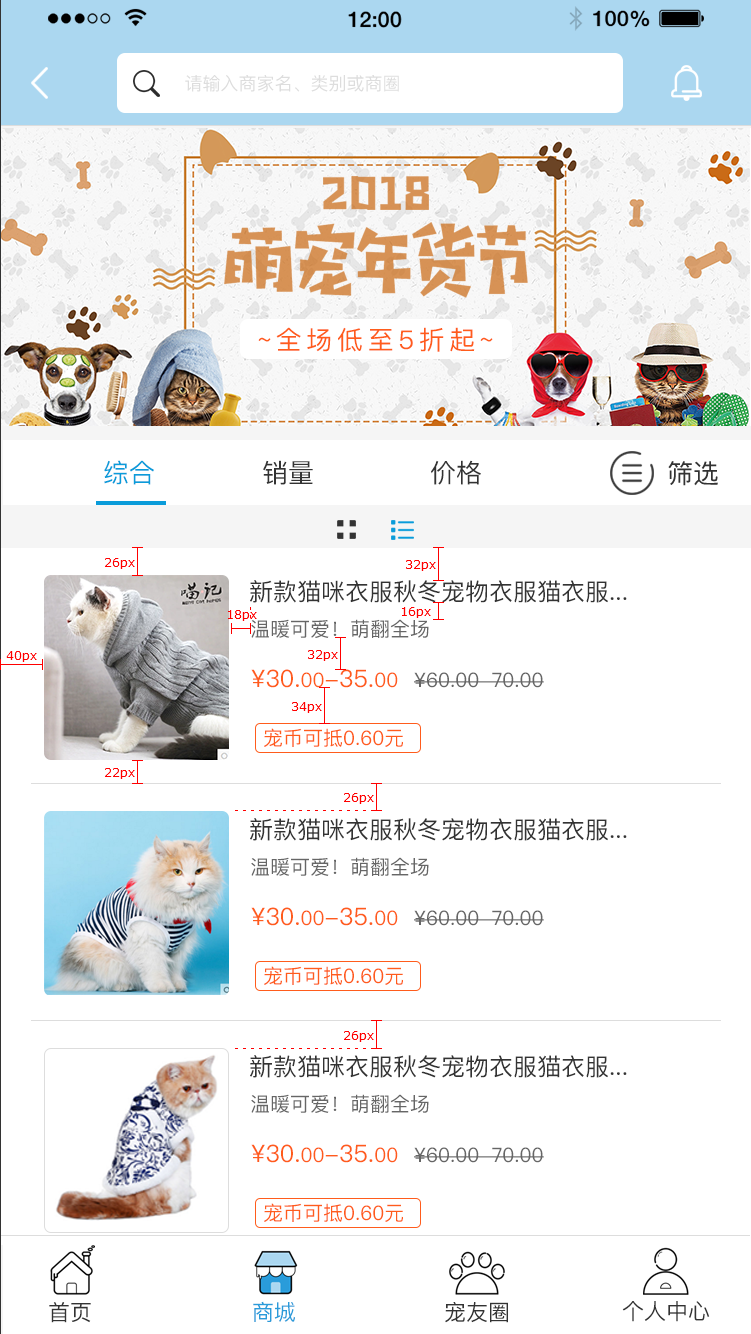 12:00 100%
请输入商家名、类别或商圈
2018
萌宠年货节
~全场低至5折起~
综合 销量 价格 筛选
26px 32px
喵记
新款猫咪衣服秋冬宠物衣服猫衣服...
16px
18px
温暖可爱！萌翻全场
40px 32px
¥30.00–35.00 ¥60.00–70.00
34px
宠币可抵0.60元
22px
26px
新款猫咪衣服秋冬宠物衣服猫衣服...
温暖可爱！萌翻全场
¥30.00–35.00 ¥60.00–70.00
宠币可抵0.60元
26px
新款猫咪衣服秋冬宠物衣服猫衣服...
温暖可爱！萌翻全场
¥30.00–35.00 ¥60.00–70.00
宠币可抵0.60元
首页 商城 宠友圈 个人中心